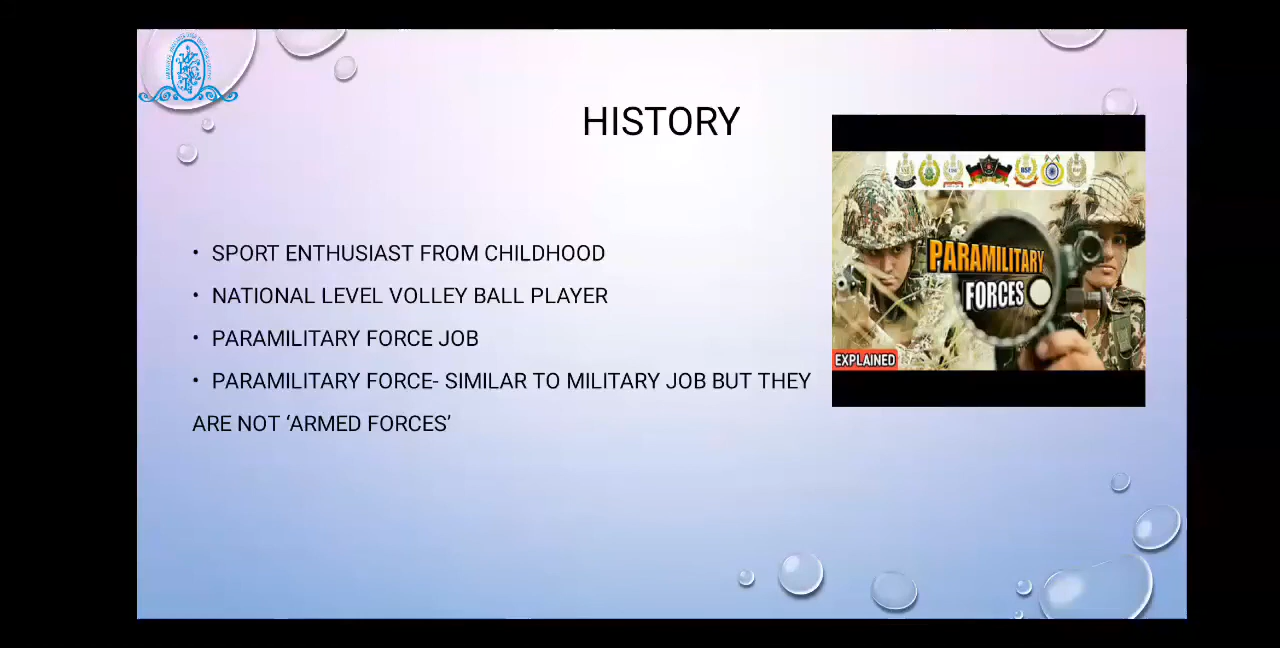 HISTORY
• SPORT ENTHUSIAST FROM CHILDHOOD
• NATIONAL LEVEL VOLLEY BALL PLAYER
• PARAMILITARY FORCE JOB
• PARAMILITARY FORCE- SIMILAR TO MILITARY JOB BUT THEY
ARE NOT ‘ARMED FORCES’
BSF
PARAMILITARY
FORCES
EXPLAINED